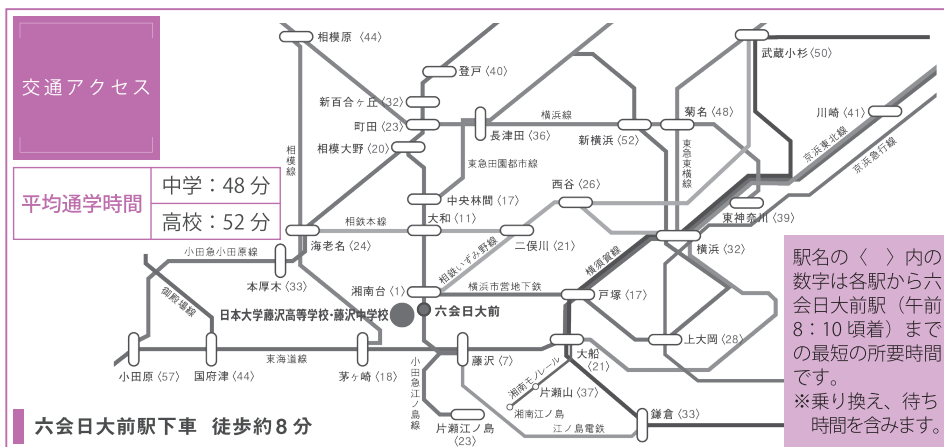 交通アクセス
平均通学時間
中学：48 分
高校：52 分
相模原〈44〉
登戸〈40〉
武蔵小杉〈50〉
新百合ヶ丘〈32〉
町田〈23〉
長津田〈36〉
横浜線
新横浜〈52〉
菊名〈48〉
川崎〈41〉
京浜東北線
京浜急行線
相模大野〈20〉
相模線
東急田園都市線
東急東横線
西谷〈26〉
中央林間〈17〉
東神奈川〈39〉
相鉄本線
大和〈11〉
海老名〈24〉
二俣川〈21〉
横浜〈32〉
小田急小田原線
相鉄いずみ野線
横須賀線
本厚木〈33〉
御殿場線
湘南台〈1〉
横浜市営地下鉄
戸塚〈17〉
日本大学藤沢高等学校・藤沢中学校
六会日大前
上大岡〈28〉
小田原〈57〉
国府津〈44〉
東海道線
茅ヶ崎〈18〉
小田急江ノ島線
藤沢〈7〉
大船
〈21〉
湘南モノレール
片瀬山〈37〉
湘南江ノ島
片瀬江ノ島
〈23〉
江ノ島電鉄
鎌倉〈33〉
駅名の〈　〉内の
数字は各駅から六
会日大前駅（午前
8：10 頃着）まで
の最短の所要時間
です。
※乗り換え、待ち
時間を含みます。
六会日大前駅下車 徒歩約 8 分